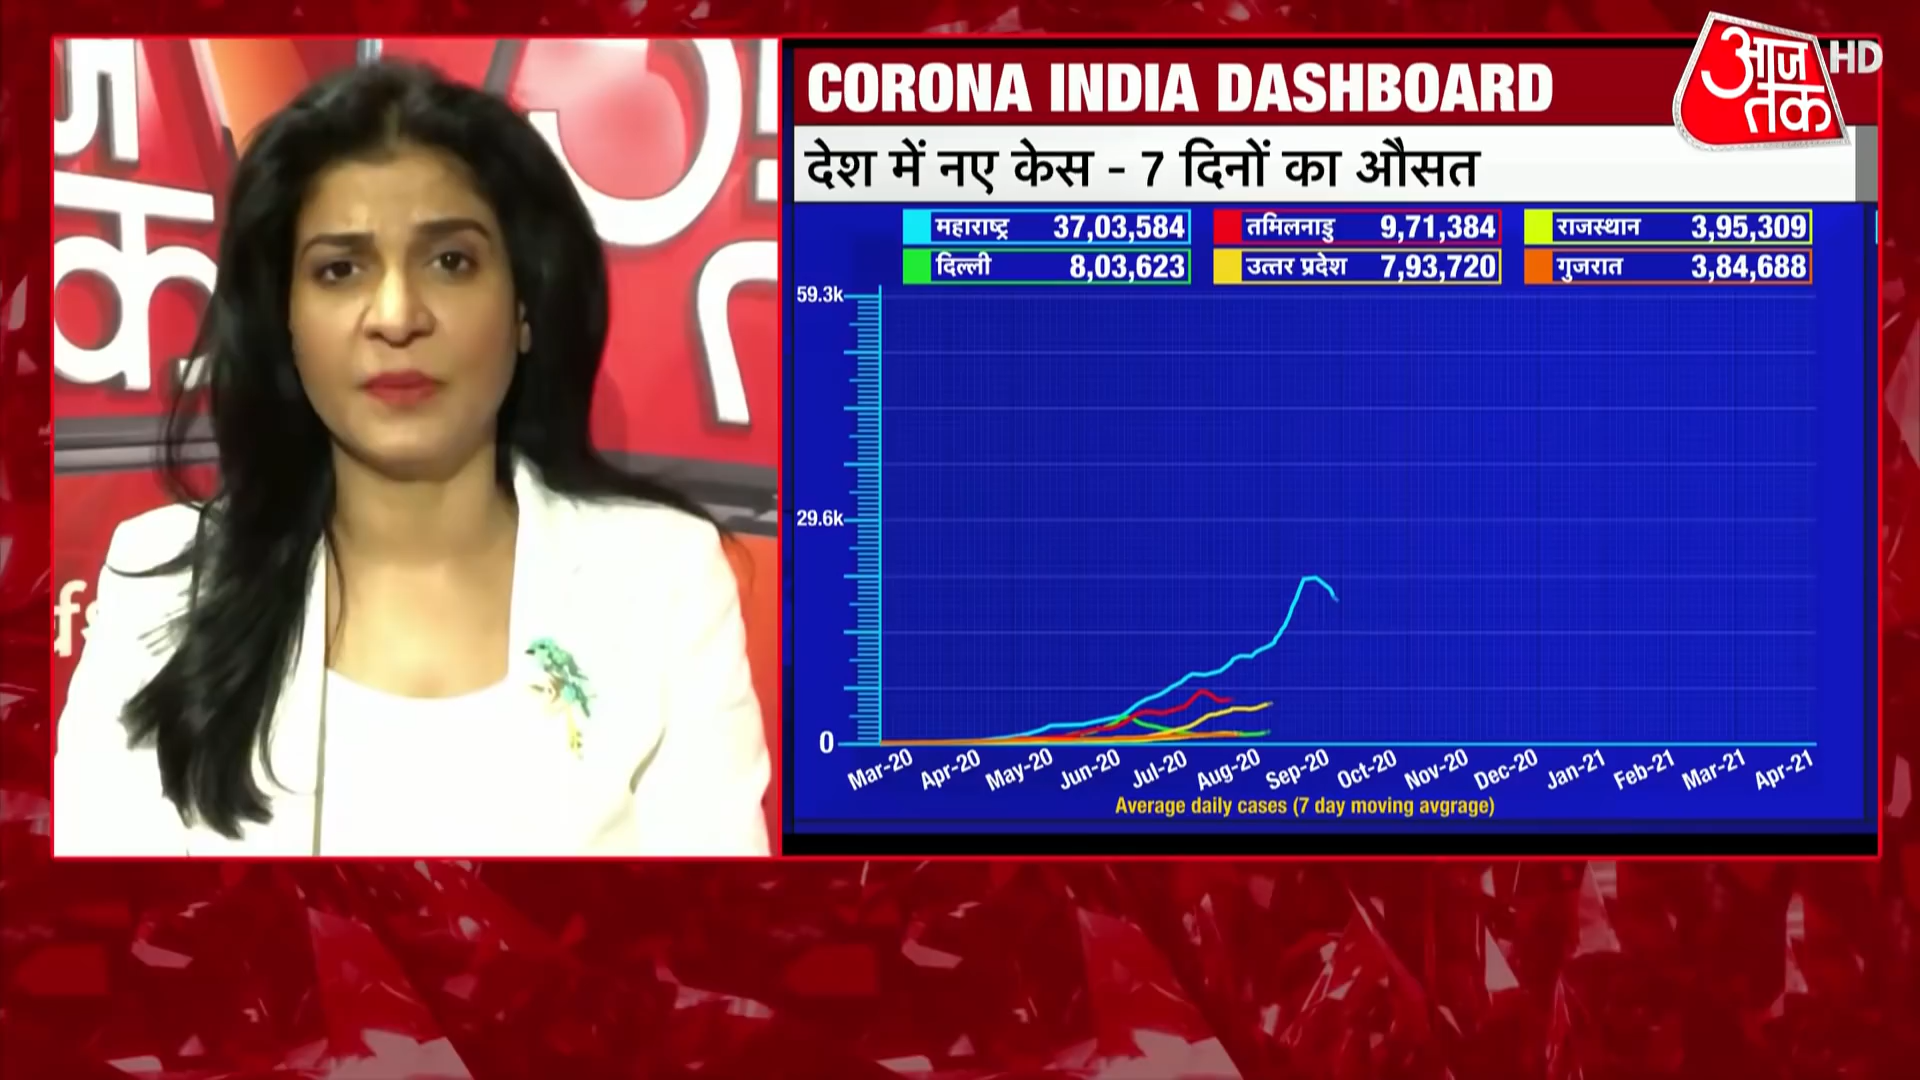 आज
तक
HD
CORONA INDIA DASHBOARD
देश में नए केस - 7 दिनों का औसत
महाराष्ट्र 37,03,584
तमिलनाडु 9,71,384
राजस्थान 3,95,309
दिल्ली 8,03,623
उत्तर प्रदेश 7,93,720
गुजरात 3,84,688
59.3k
29.6k
0
Mar-20 Apr-20 May-20 Jun-20 Jul-20 Aug-20 Sep-20 Oct-20 Nov-20 Dec-20 Jan-21 Feb-21 Mar-21 Apr-21
Average daily cases (7 day moving avgrage)